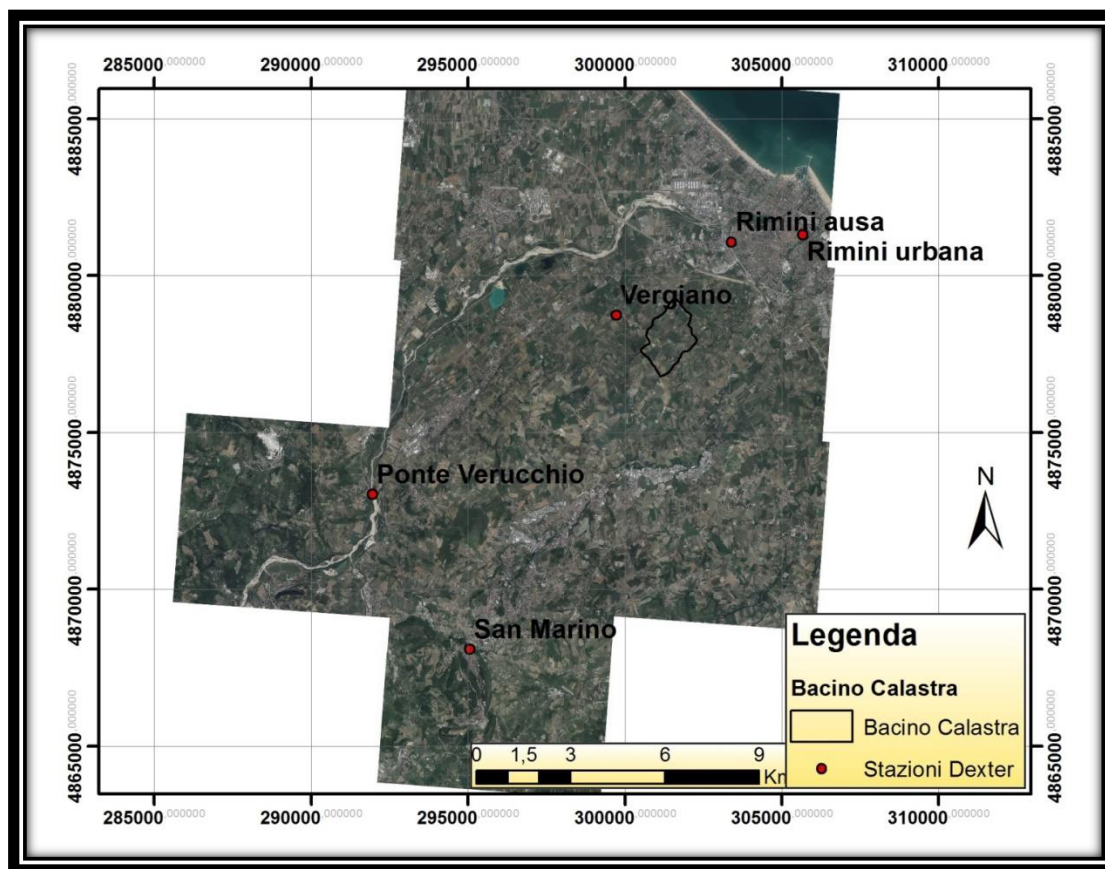 285000,000000 290000,000000 295000,000000 300000,000000 305000,000000 310000,000000
4885000,000000 4885000,000000
Rimini ausa
Rimini urbana
4880000,000000 4880000,000000
Vergiano
4875000,000000 4875000,000000
Ponte Verucchio
N
4870000,000000 4870000,000000
San Marino
Legenda
Bacino Calastra
Bacino Calastra
Stazioni Dexter
0 1,5 3 6 9
Km
4865000,000000 4865000,000000
285000,000000 290000,000000 295000,000000 300000,000000 305000,000000 310000,000000